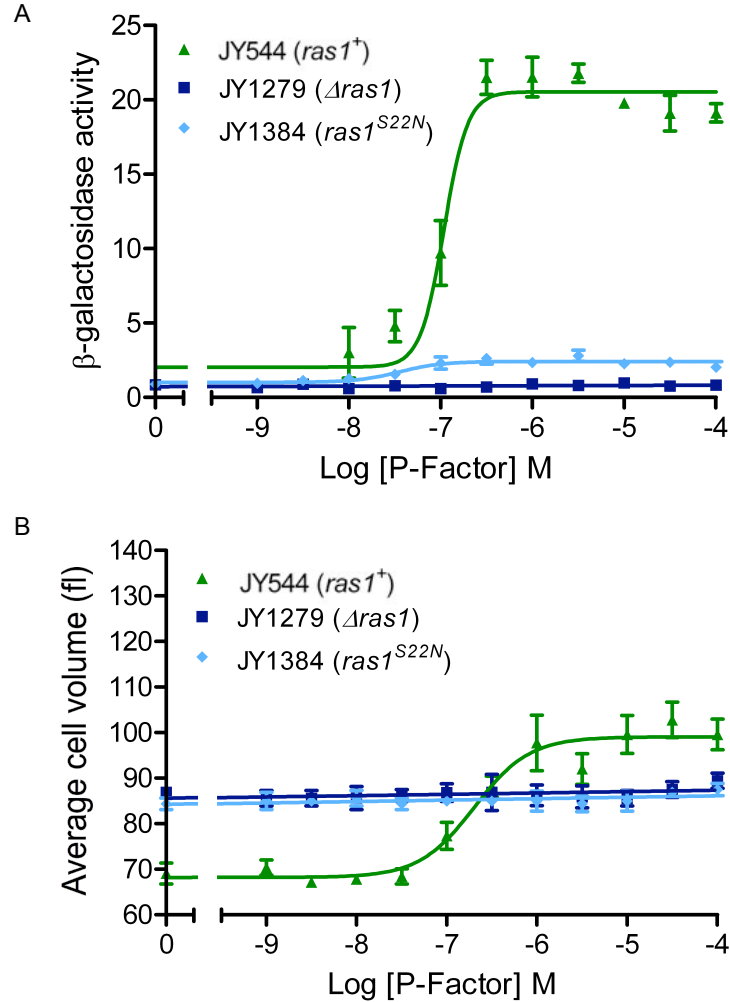 A
25
20
15
10
5
0
β-galactosidase activity
JY544 (ras1+)
JY1279 (Δras1)
JY1384 (ras1S22N)
0 -9 -8 -7 -6 -5 -4
Log [P-Factor] M
B
140
130
120
110
100
90
80
70
60
Average cell volume (fl)
JY544 (ras1+)
JY1279 (Δras1)
JY1384 (ras1S22N)
0 -9 -8 -7 -6 -5 -4
Log [P-Factor] M